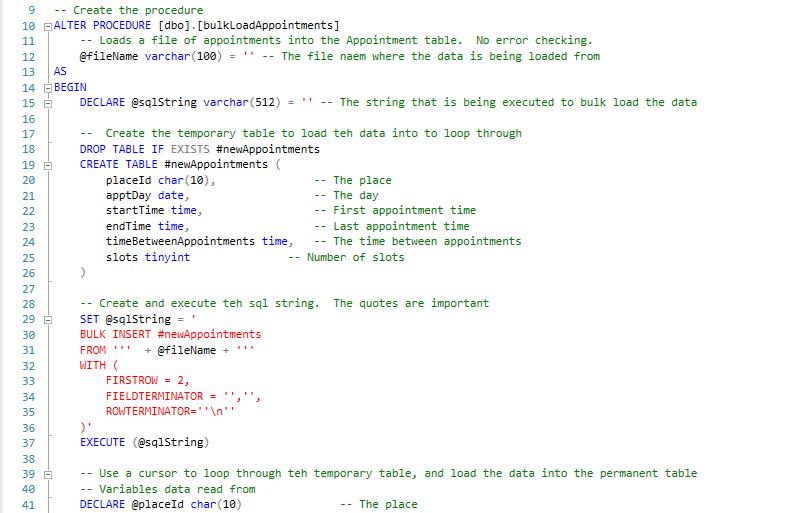 9 -- Create the procedure
10 ALTER PROCEDURE [dbo].[bulkLoadAppointments]
11 -- Loads a file of appointments into the Appointment table.  No error checking.
12 @fileName varchar(100) = '' -- The file naem where the data is being loaded from
13 AS
14 BEGIN
15 DECLARE @sqlString varchar(512) = '' -- The string that is being executed to bulk load the data
16
17 --  Create the temporary table to load teh data into to loop through
18 DROP TABLE IF EXISTS #newAppointments
19 CREATE TABLE #newAppointments (
20 placeId char(10), -- The place
21 apptDay date, -- The day
22 startTime time, -- First appointment time
23 endTime time, -- Last appointment time
24 timeBetweenAppointments time, -- The time between appointments
25 slots tinyint -- Number of slots
26 )
27
28 -- Create and execute teh sql string.  The quotes are important
29 SET @sqlString = '
30 BULK INSERT #newAppointments
31 FROM ''' + @fileName + '''
32 WITH (
33 FIRSTROW = 2,
34 FIELDTERMINATOR = '','',
35 ROWTERMINATOR=''\n''
36 )'
37 EXECUTE (@sqlString)
38
39 -- Use a cursor to loop through teh temporary table, and load the data into the permanent table
40 -- Variables data read from
41 DECLARE @placeId char(10) -- The place